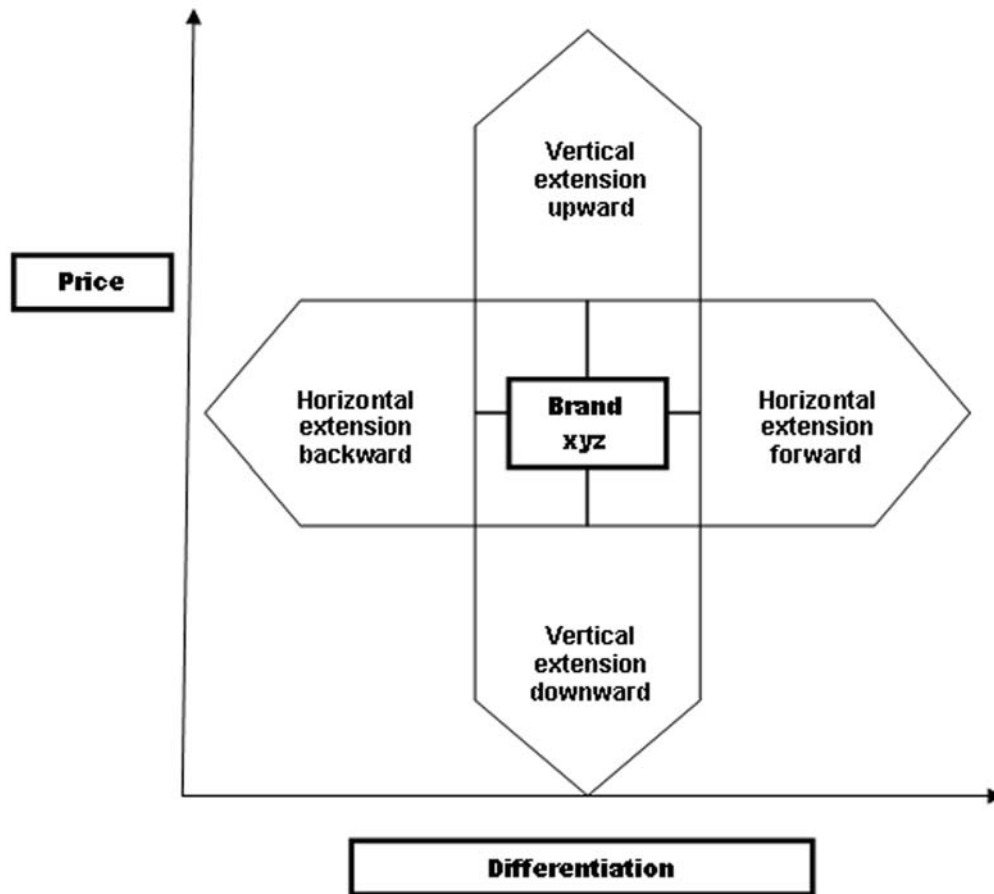 Vertical
extension
upward
Price
Horizontal
extension
backward
Brand
xyz
Horizontal
extension
forward
Vertical
extension
downward
Differentiation